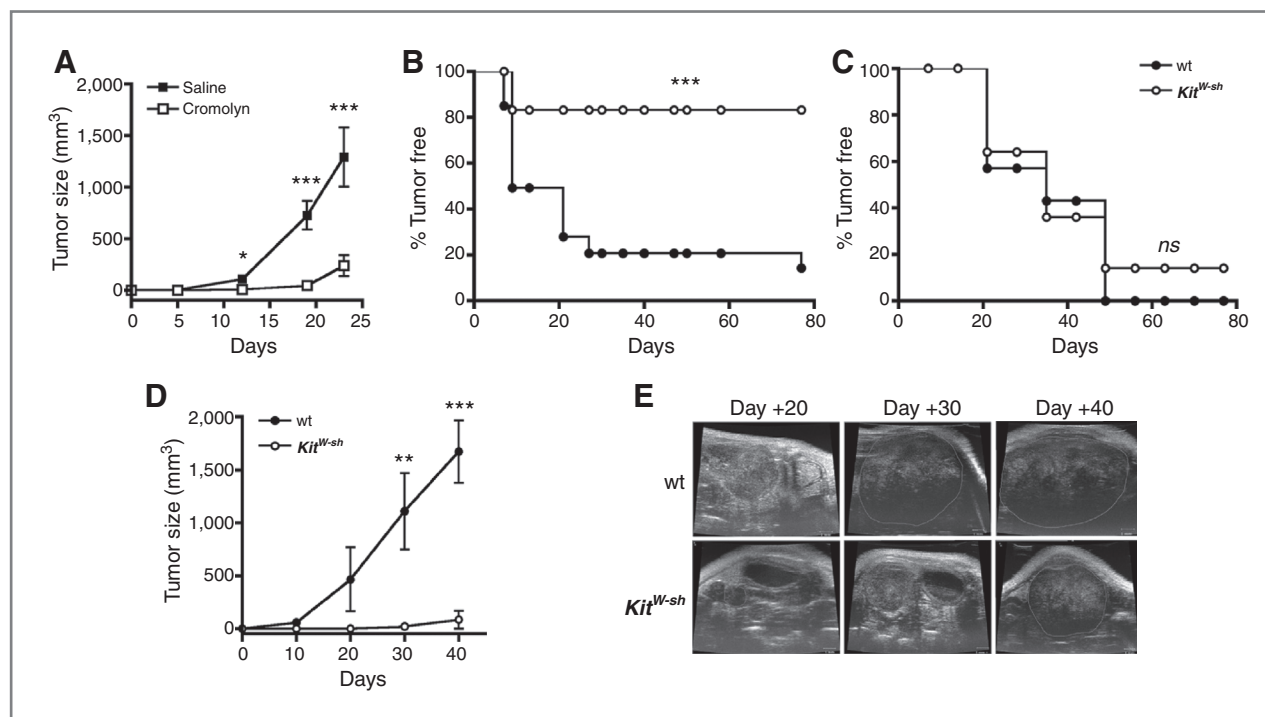 A
Saline
Cromolyn
2,000
1,500
1,000
500
0
Tumor size (mm³)
*
***
***
0 5 10 15 20 25
Days
B
100
80
60
40
20
0
% Tumor free
***
0 20 40 60 80
Days
C
wt
KitW-sh
100
80
60
40
20
0
% Tumor free
ns
0 20 40 60 80
Days
D
wt
KitW-sh
2,000
1,500
1,000
500
0
Tumor size (mm³)
**
***
0 10 20 30 40
Days
E
Day +20 Day +30 Day +40
wt
KitW-sh